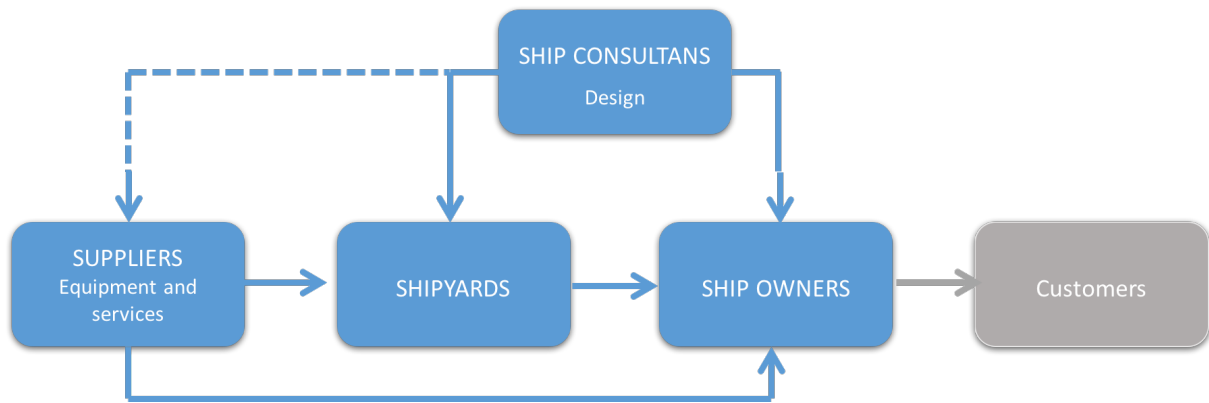 SHIP CONSULTANS
Design
SUPPLIERS
Equipment and
services
SHIPYARDS
SHIP OWNERS
Customers